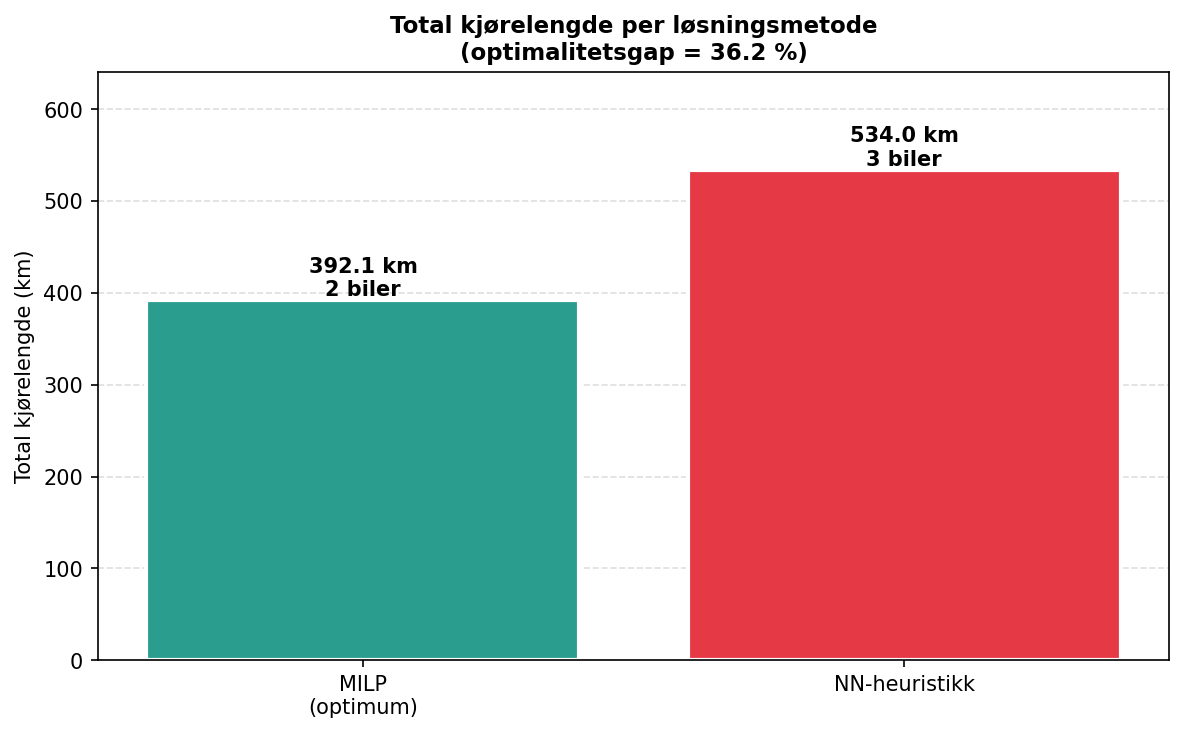 Total kjørelengde per løsningsmetode
(optimalitetsgap = 36.2 %)
Total kjørelengde (km)
600
500
400
300
200
100
0
392.1 km
2 biler
534.0 km
3 biler
MILP
(optimum)
NN-heuristikk